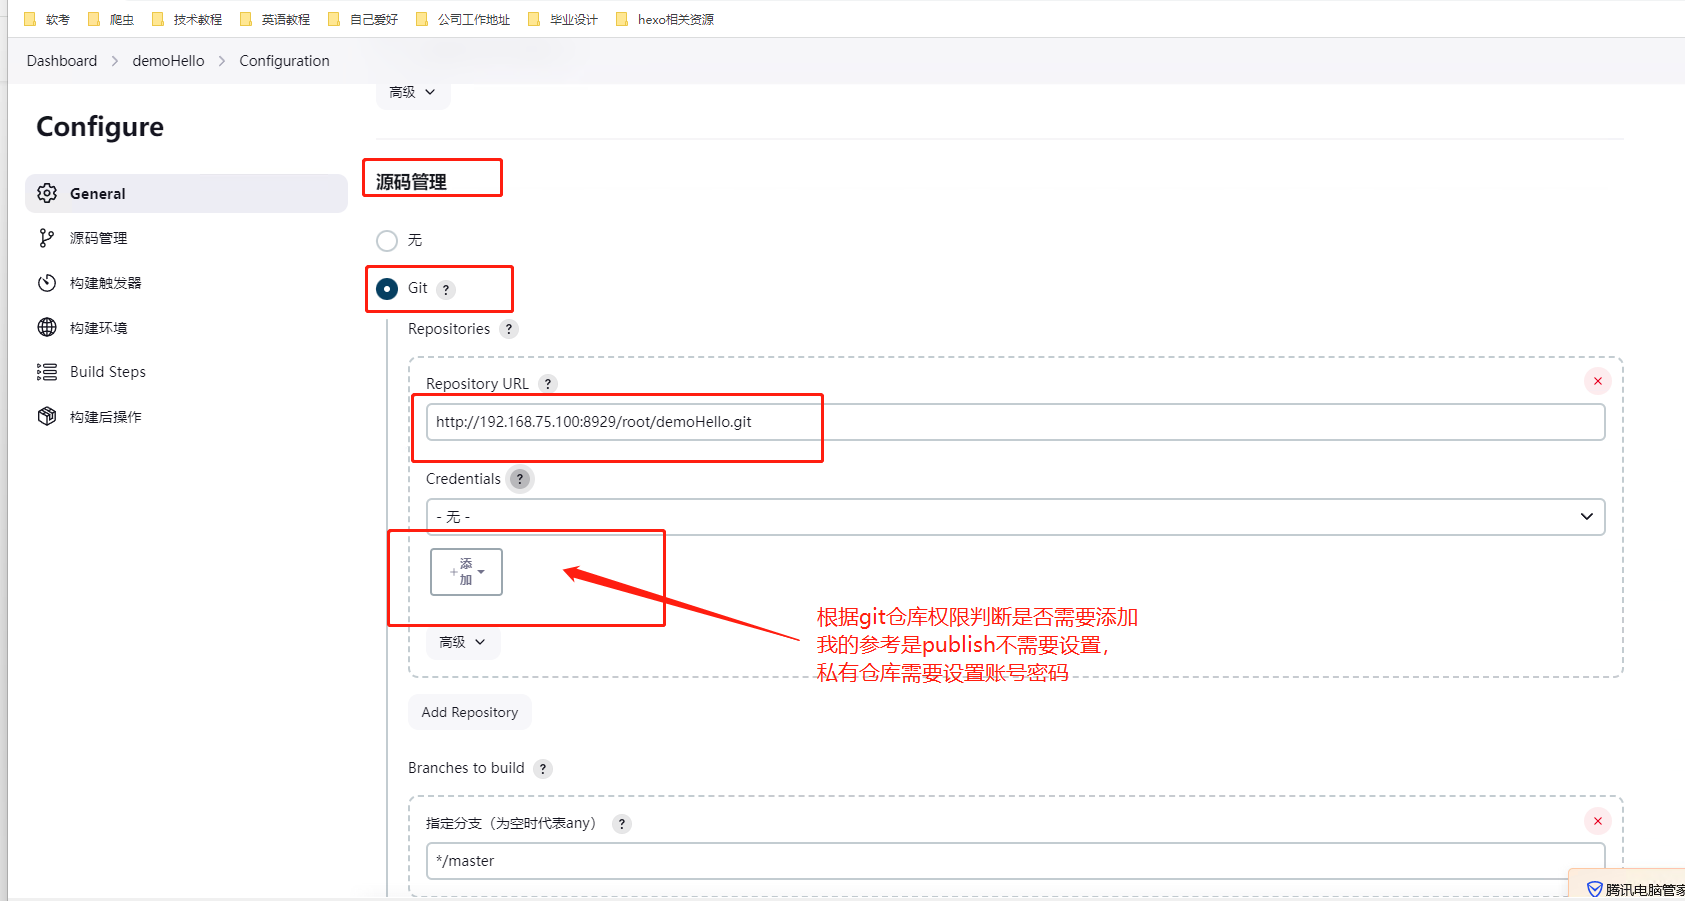 软考 爬虫 技术教程 英语教程 自己爱好 公司工作地址 毕业设计 hexo相关资源
Dashboard > demoHello > Configuration
Configure
General
源码管理
构建触发器
构建环境
Build Steps
构建后操作
高级
源码管理
无
Git ?
Repositories ?
Repository URL ?
http://192.168.75.100:8929/root/demoHello.git
Credentials ?
- 无 -
+添
加
高级
根据git仓库权限判断是否需要添加
我的参考是publish不需要设置，
私有仓库需要设置账号密码
Add Repository
Branches to build ?
指定分支（为空时代表any） ?
*/master
腾讯电脑管家